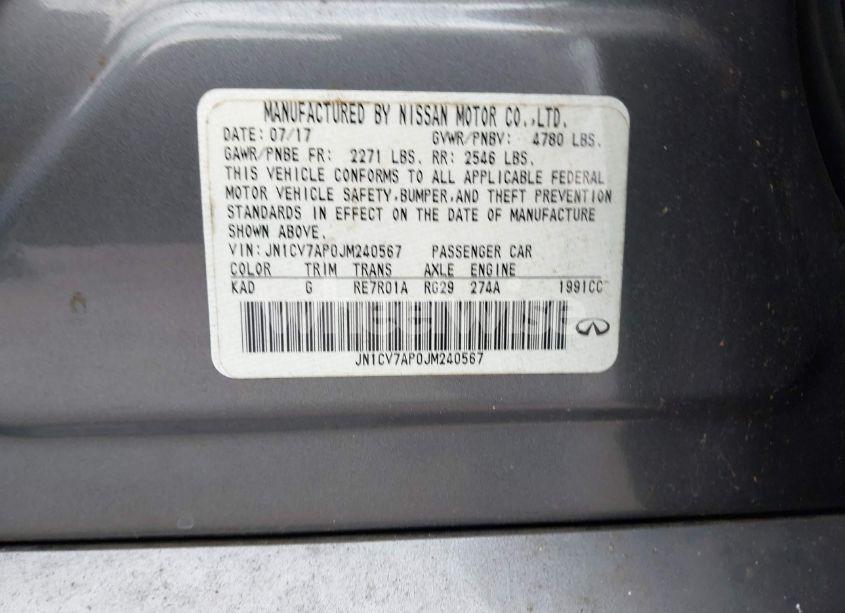 MANUFACTURED BY NISSAN MOTOR CO.,LTD.
DATE: 07/17 GVWR/PNBV: 4780 LBS.
GAWR/PNBE FR: 2271 LBS. RR: 2546 LBS.
THIS VEHICLE CONFORMS TO ALL APPLICABLE FEDERAL
MOTOR VEHICLE SAFETY,BUMPER,AND THEFT PREVENTION
STANDARDS IN EFFECT ON THE DATE OF MANUFACTURE
SHOWN ABOVE.
VIN: JN1CV7AP0JM240567 PASSENGER CAR
COLOR TRIM TRANS AXLE ENGINE
KAD G RE7R01A RG29 274A 1991CC
JN1CV7AP0JM240567